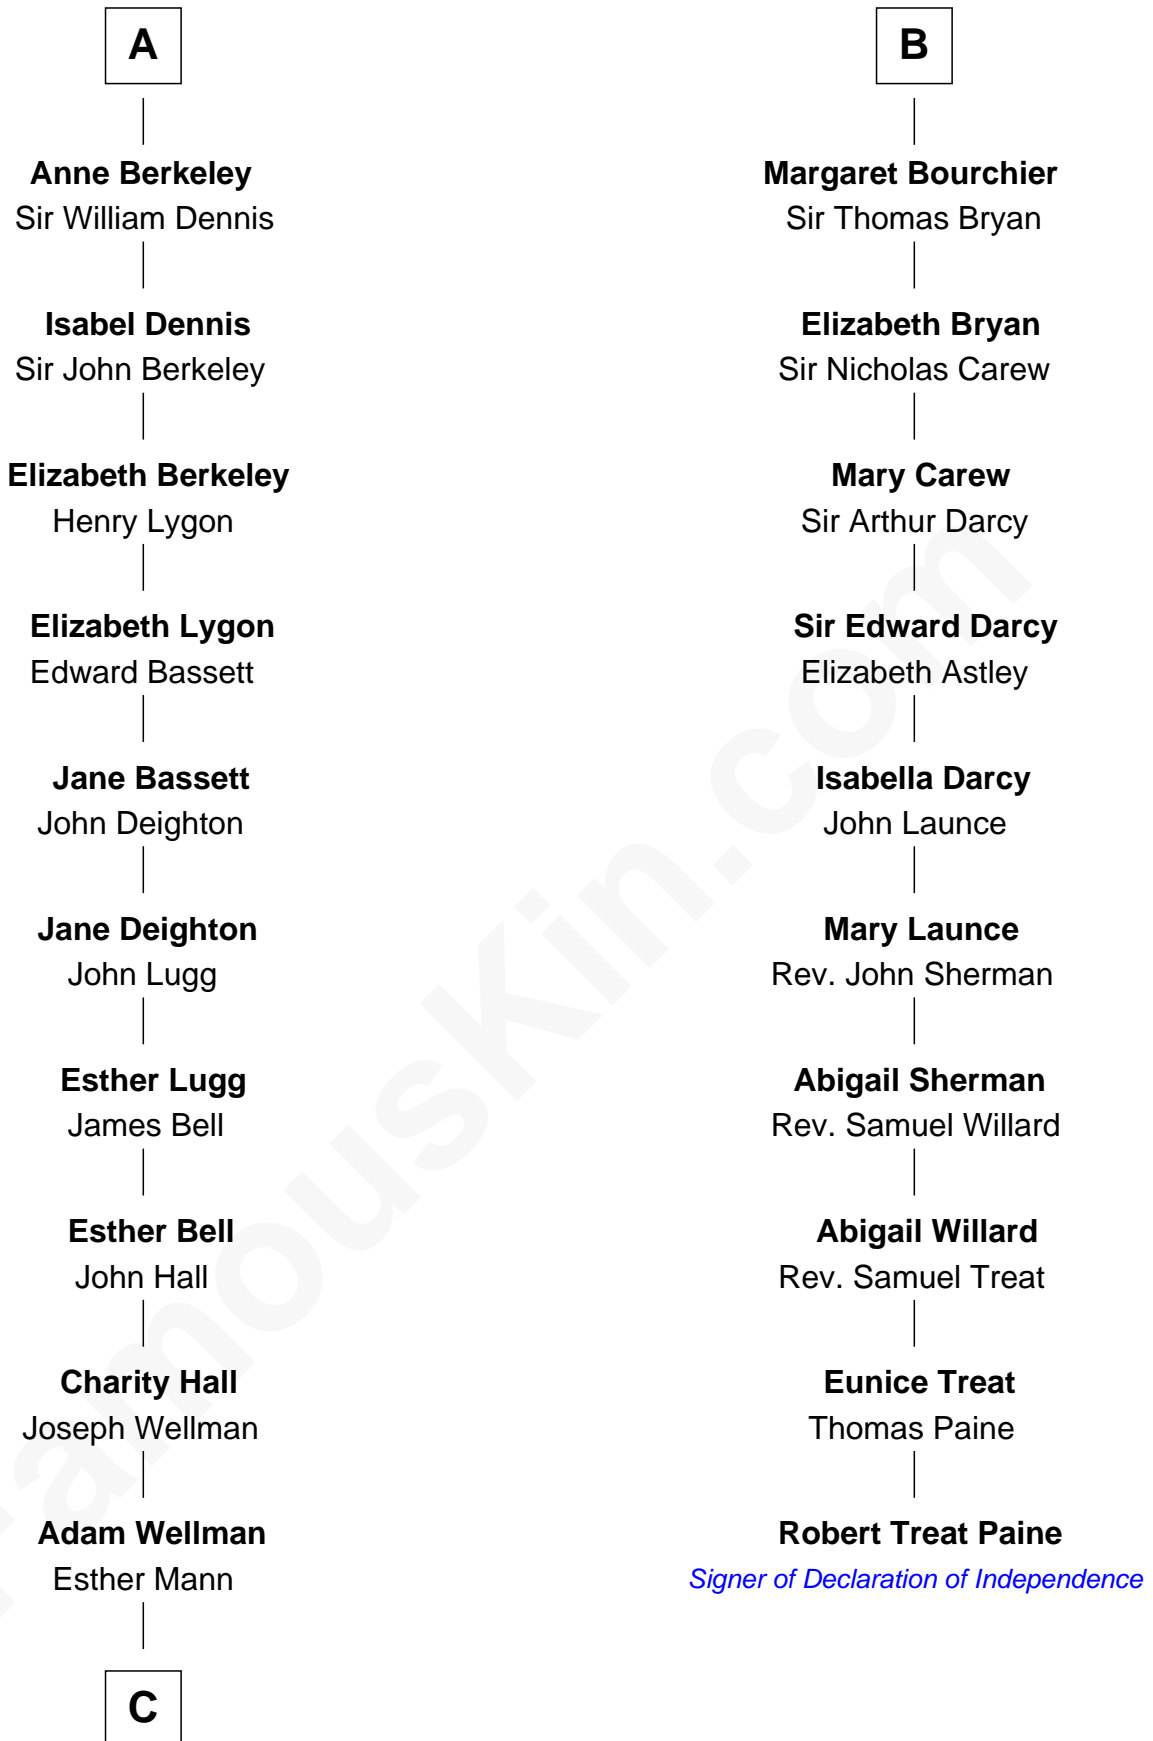 A
Anne Berkeley
Sir William Dennis
Isabel Dennis
Sir John Berkeley
Elizabeth Berkeley
Henry Lygon
Elizabeth Lygon
Edward Bassett
Jane Bassett
John Deighton
Jane Deighton
John Lugg
Esther Lugg
James Bell
Esther Bell
John Hall
Charity Hall
Joseph Wellman
Adam Wellman
Esther Mann
C
B
Margaret Bourchier
Sir Thomas Bryan
Elizabeth Bryan
Sir Nicholas Carew
Mary Carew
Sir Arthur Darcy
Sir Edward Darcy
Elizabeth Astley
Isabella Darcy
John Launce
Mary Launce
Rev. John Sherman
Abigail Sherman
Rev. Samuel Willard
Abigail Willard
Rev. Samuel Treat
Eunice Treat
Thomas Paine
Robert Treat Paine
Signer of Declaration of Independence
FamousKin.com